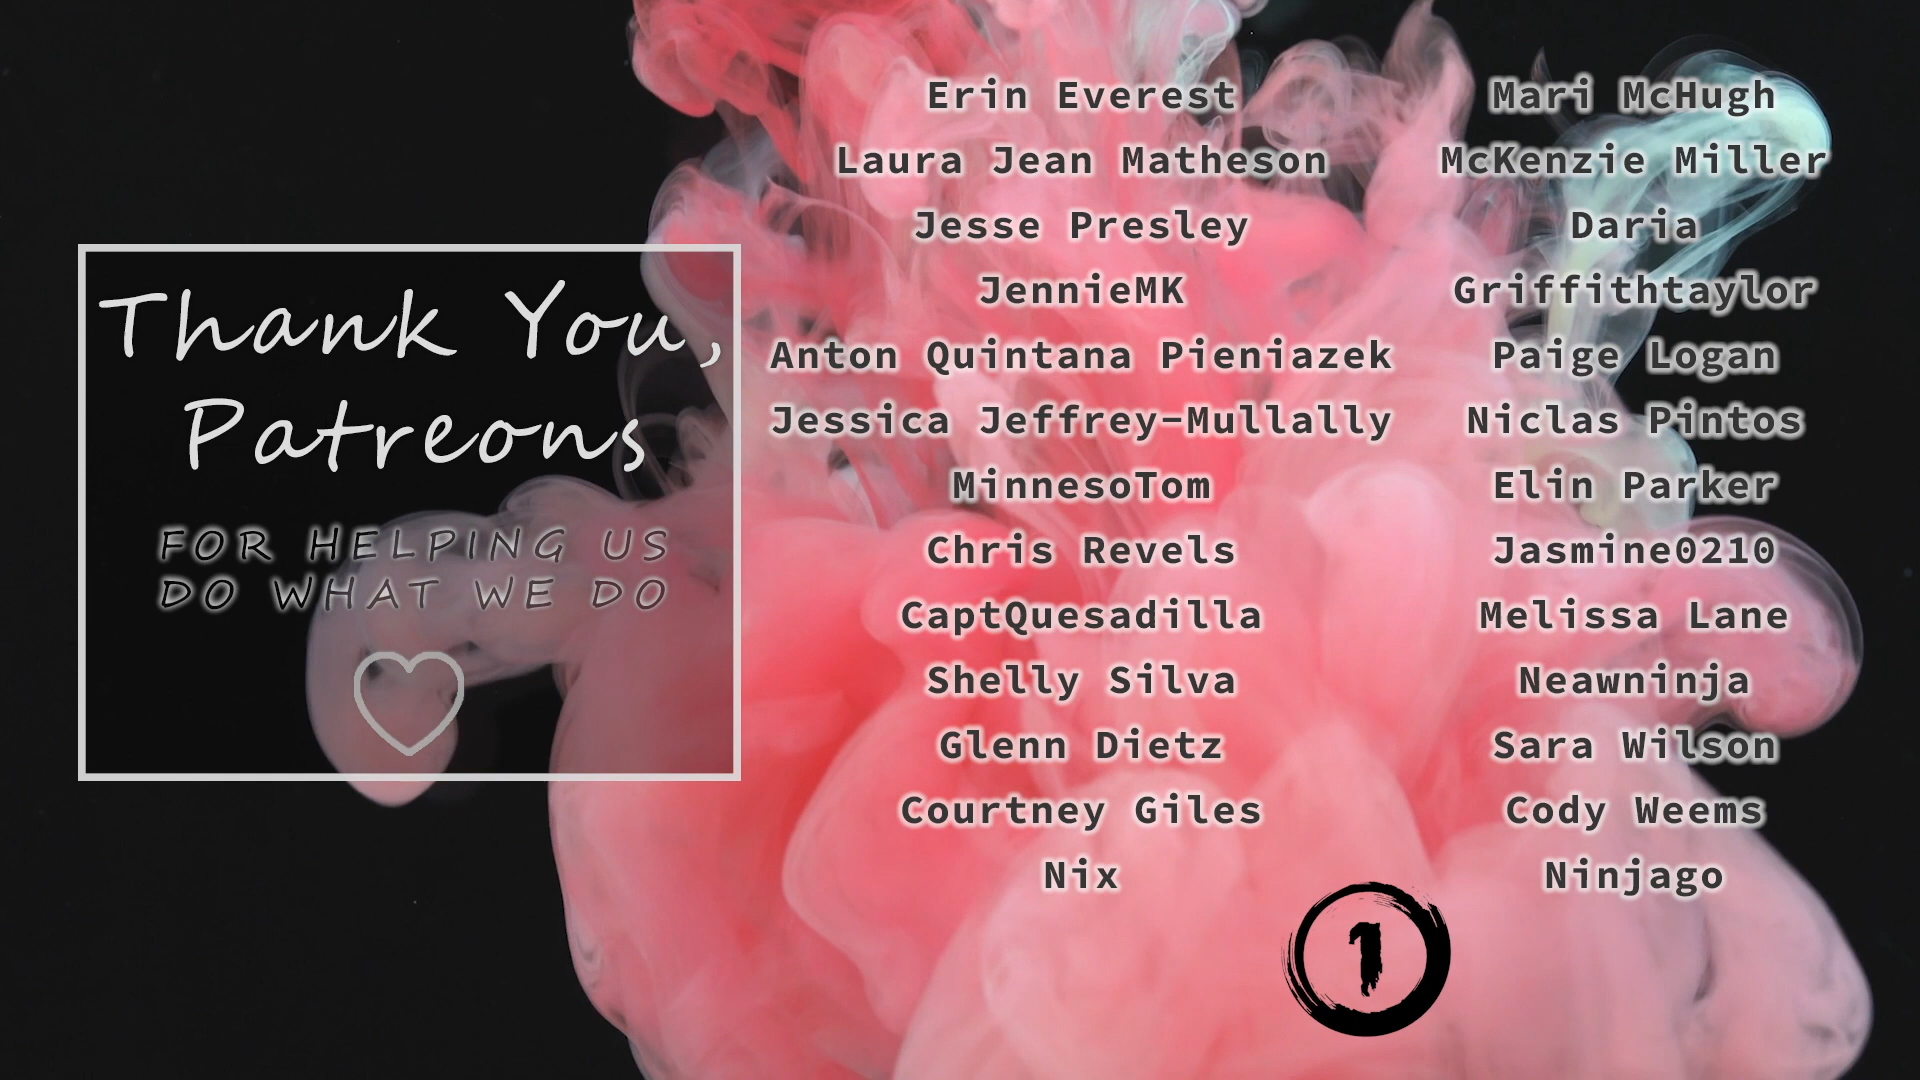 Thank You,
Patreons
FOR HELPING US
DO WHAT WE DO
Erin Everest
Laura Jean Matheson
Jesse Presley
JennieMK
Anton Quintana Pieniazek
Jessica Jeffrey-Mullally
MinnesoTom
Chris Revels
CaptQuesadilla
Shelly Silva
Glenn Dietz
Courtney Giles
Nix
Mari McHugh
McKenzie Miller
Daria
Griffithtaylor
Paige Logan
Niclas Pintos
Elin Parker
Jasmine0210
Melissa Lane
Neawninja
Sara Wilson
Cody Weems
Ninjago
1